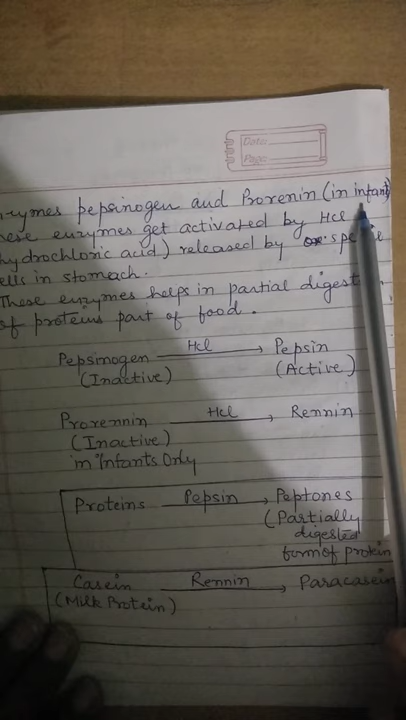 Date:
Page:
zymes pepsinogen and Prorenin (in infant)
ese enzymes get activated by Hcl
hydrochloric acid) released by
ells in stomach.
These enzymes helps in partial digest
of proteins part of food.
Pepsinogen Hcl → Pepsin
(Inactive) (Active)
Prorennin Hcl → Rennin
(Inactive)
in Infants Only
Proteins Pepsin → Peptones
(Partially
digested
form of protein
Casein Rennin → Paracasein
(Milk Protein)